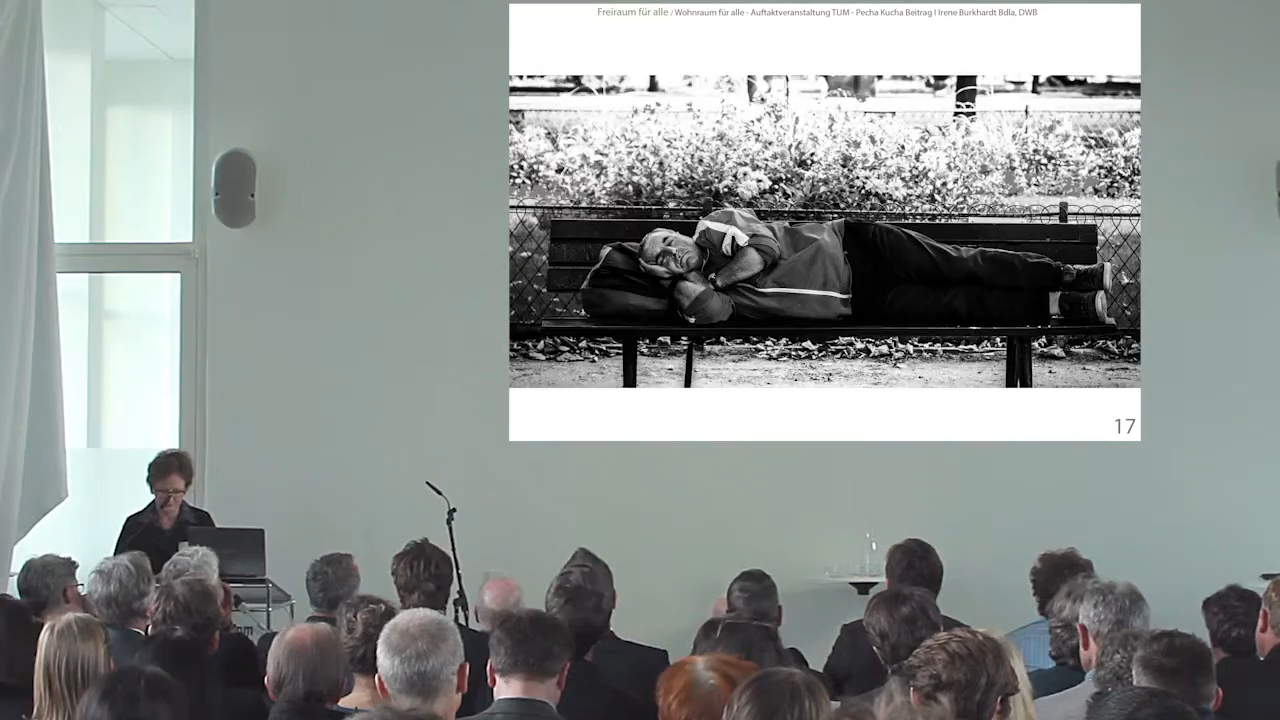 Freiraum für alle / Wohnraum für alle - Auftaktveranstaltung TUM - Pecha Kucha Beitrag I Irene Burkhardt Bdla, DWB
17